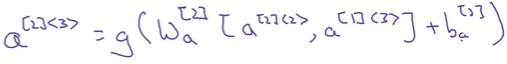 a^[2]<3> = g(W_a^[2] [a^[2]<2>, a^[1]<3>] + b_a^[2])